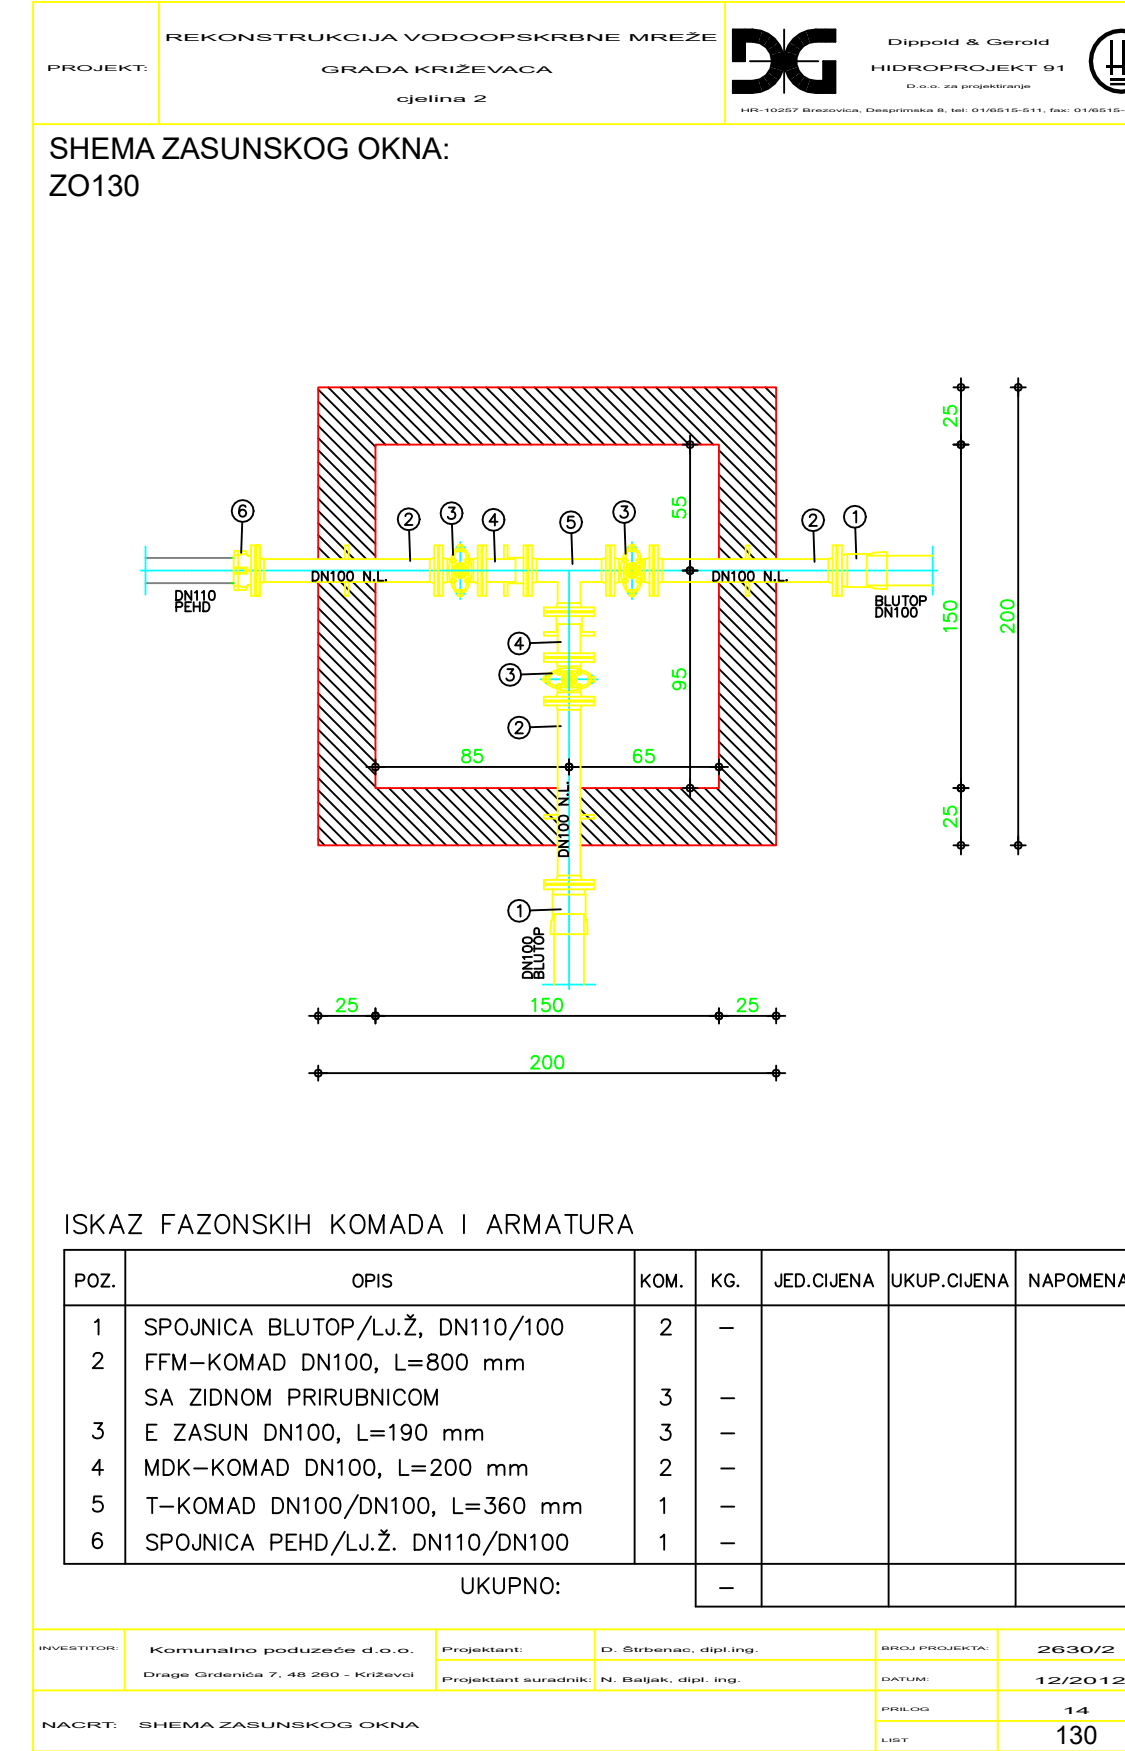 PROJEKT:
REKONSTRUKCIJA VODOOPSKRBNE MREŽE
GRADA KRIŽEVACA
cjelina 2
DG
Dippold & Gerold
HIDROPROJEKT 91
D.o.o. za projektiranje
HR-10257 Brezovica, Desprimska 8, tel: 01/6515-511, fax: 01/6515-
H
SHEMA ZASUNSKOG OKNA:
ZO130
25
6
2
3
4
5
3
55
2
1
DN100 N.L.
DN100 N.L.
DN110
PEHD
BLUTOP
DN100
150
200
4
3
95
2
85
65
DN100 N.L.
25
1
DN100
BLUTOP
25
150
25
200
ISKAZ FAZONSKIH KOMADA I ARMATURA
POZ. OPIS KOM. KG. JED.CIJENA UKUP.CIJENA NAPOMENA
1 SPOJNICA BLUTOP/LJ.Ž, DN110/100 2 –
2 FFM–KOMAD DN100, L=800 mm
SA ZIDNOM PRIRUBNICOM 3 –
3 E ZASUN DN100, L=190 mm 3 –
4 MDK–KOMAD DN100, L=200 mm 2 –
5 T–KOMAD DN100/DN100, L=360 mm 1 –
6 SPOJNICA PEHD/LJ.Ž. DN110/DN100 1 –
UKUPNO: –
INVESTITOR:
Komunalno poduzeće d.o.o.
Drage Grdenića 7, 48 260 - Križevci
Projektant: D. Štrbenac, dipl.ing.
Projektant suradnik: N. Baljak, dipl. ing.
BROJ PROJEKTA: 2630/2
DATUM: 12/2012
NACRT: SHEMA ZASUNSKOG OKNA
PRILOG 14
LIST 130